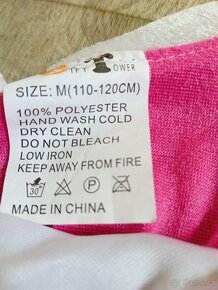 SIZE: M(110-120CM)
100% POLYESTER
HAND WASH COLD
DRY CLEAN
DO NOT BLEACH
LOW IRON
KEEP AWAY FROM FIRE
30°
P
MADE IN CHINA